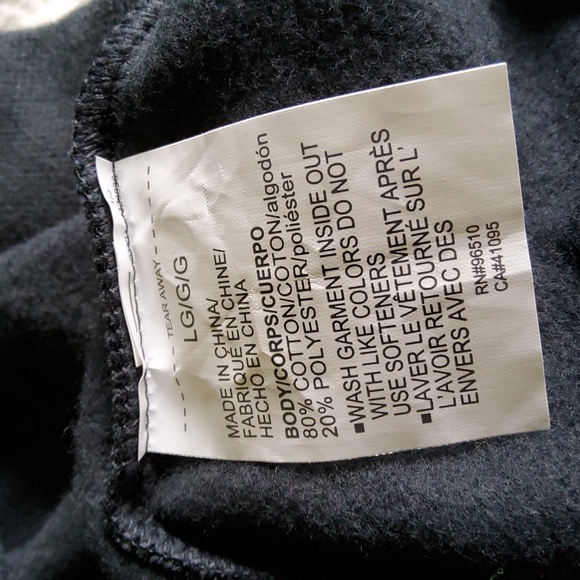 TEAR AWAY
LG/G/G
MADE IN CHINA/
FABRIQUE EN CHINE/
HECHO EN CHINA
BODY/CORPS/CUERPO
80% COTTON/COTON/algodón
20% POLYESTER/poliéster
■WASH GARMENT INSIDE OUT
WITH LIKE COLORS DO NOT
USE SOFTENERS
■LAVER LE VÊTEMENT APRÈS
L'AVOIR RETOURNÉ SUR L'
ENVERS AVEC DES
RN#96510
CA#41095